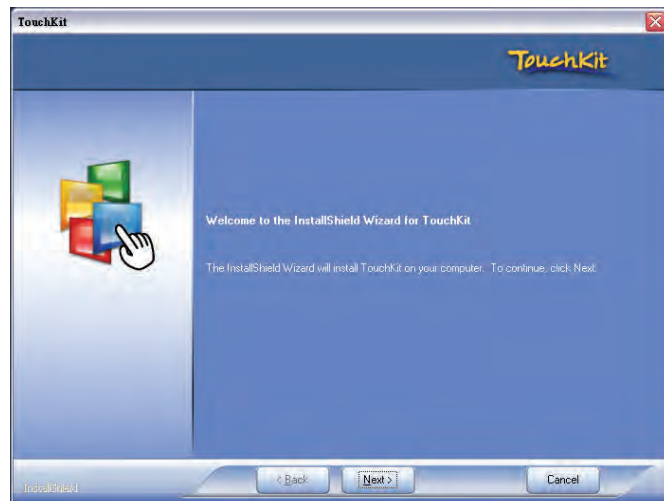 TouchKit
TouchKit
Welcome to the InstallShield Wizard for TouchKit
The InstallShield Wizard will install TouchKit on your computer. To continue, click Next.
InstallShield
< Back
Next >
Cancel